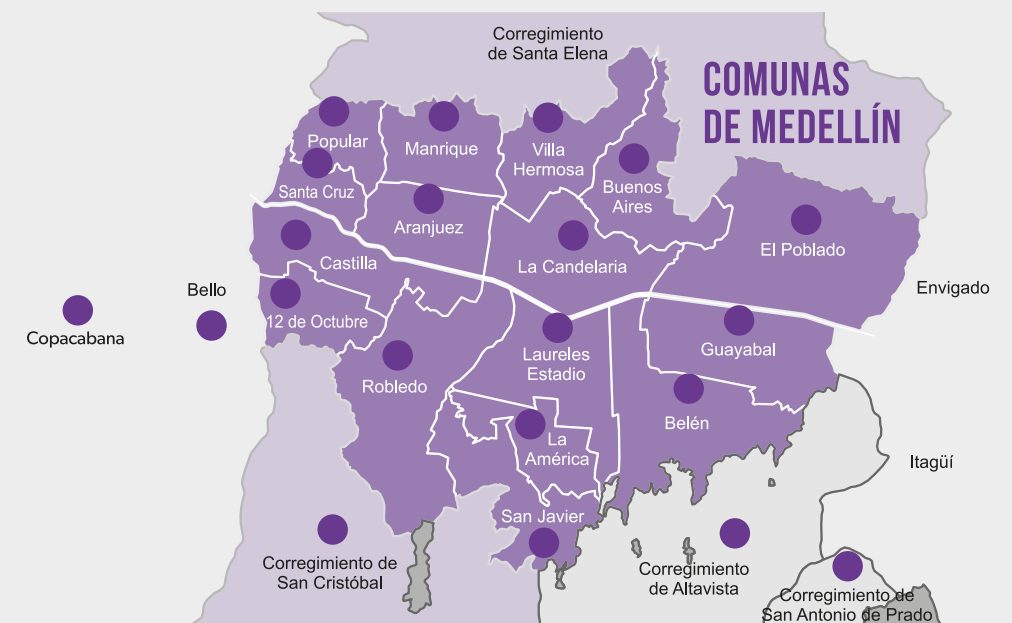 Corregimiento
de Santa Elena
COMUNAS
DE MEDELLÍN
Popular
Manrique
Villa
Hermosa
Santa Cruz
Buenos
Aires
Aranjuez
El Poblado
La Candelaria
Castilla
Bello
Envigado
12 de Octubre
Copacabana
Laureles
Estadio
Guayabal
Robledo
Belén
La
América
Itagüí
San Javier
Corregimiento de
San Cristóbal
Corregimiento
de Altavista
Corregimiento de
San Antonio de Prado